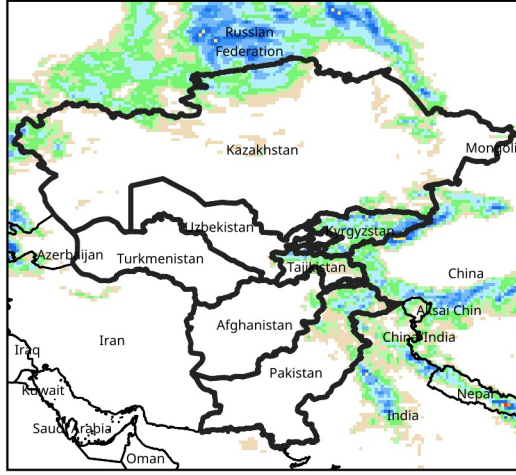 Russian
Federation
Kazakhstan
Mongoli
Uzbekistan
Kyrgyzstan
Azerbaijan
Turkmenistan
Tajikistan
China
Aksai Chin
Afghanistan
Iran
China/India
Iraq
Pakistan
Kuwait
Nepal
India
Saudi Arabia
Oman